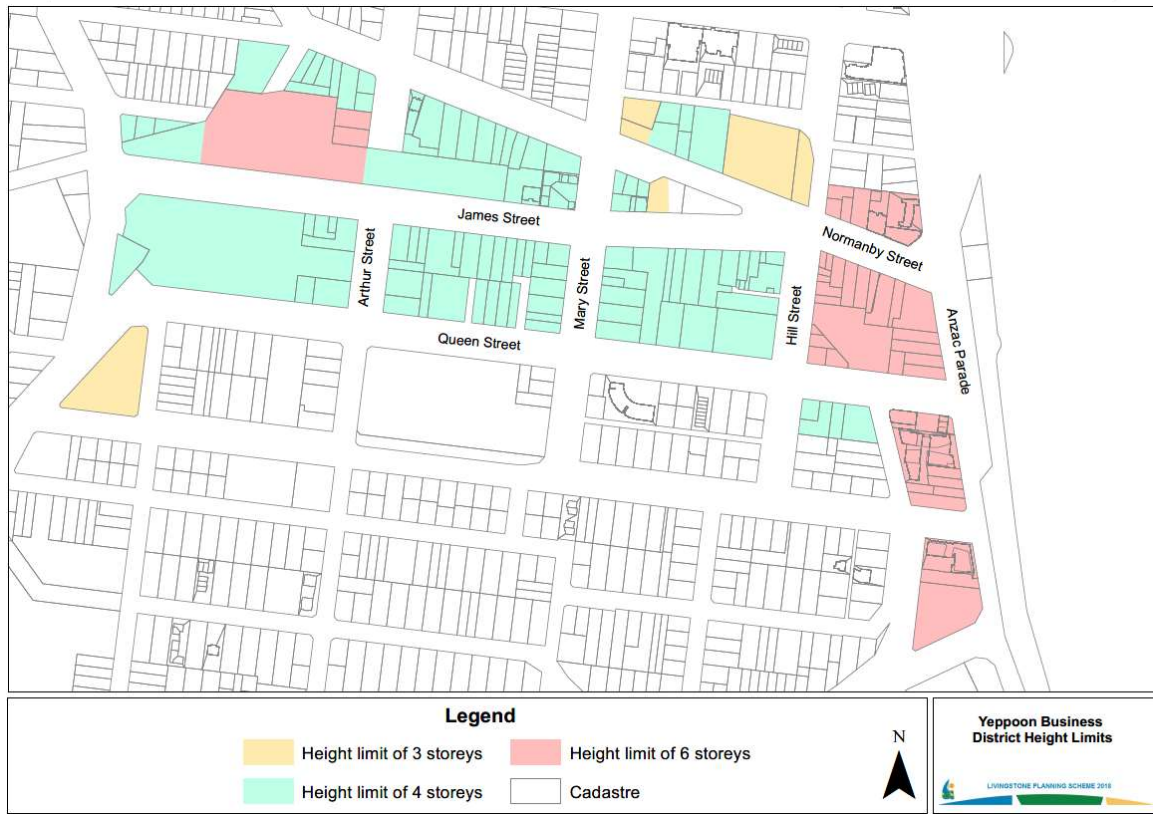 James Street
Normanby Street
Arthur Street
Mary Street
Hill Street
Anzac Parade
Queen Street
Legend
Height limit of 3 storeys
Height limit of 6 storeys
Height limit of 4 storeys
Cadastre
N
Yeppoon Business
District Height Limits
LIVINGSTONE PLANNING SCHEME 2018